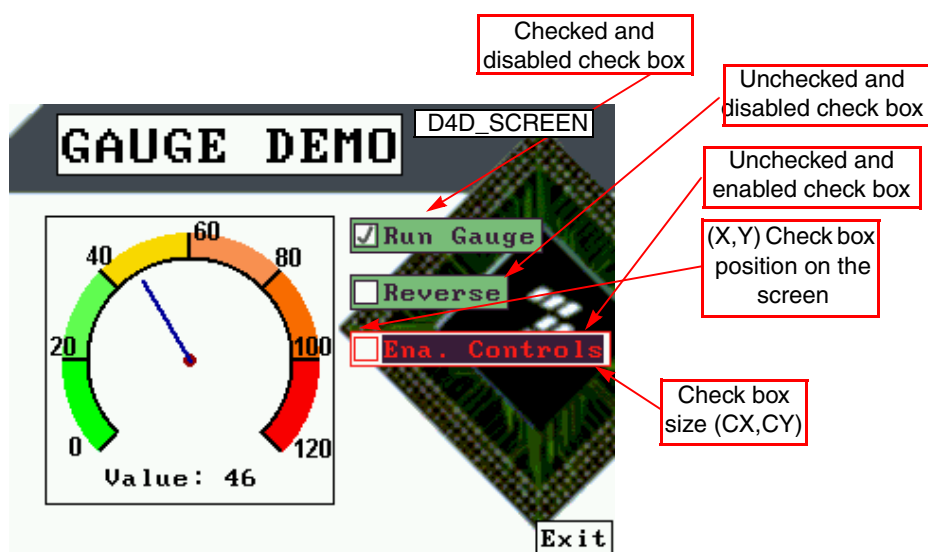 Checked and
disabled check box
Unchecked and
disabled check box
D4D_SCREEN
GAUGE DEMO
Unchecked and
enabled check box
Run Gauge
(X,Y) Check box
position on the
screen
Reverse
Ena. Controls
0
20
40
60
80
100
120
Value: 46
Check box
size (CX,CY)
Exit